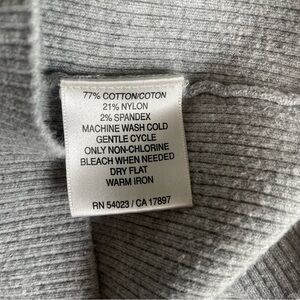 77% COTTON/COTON
21% NYLON
2% SPANDEX
MACHINE WASH COLD
GENTLE CYCLE
ONLY NON-CHLORINE
BLEACH WHEN NEEDED
DRY FLAT
WARM IRON
RN 54023 / CA 17897